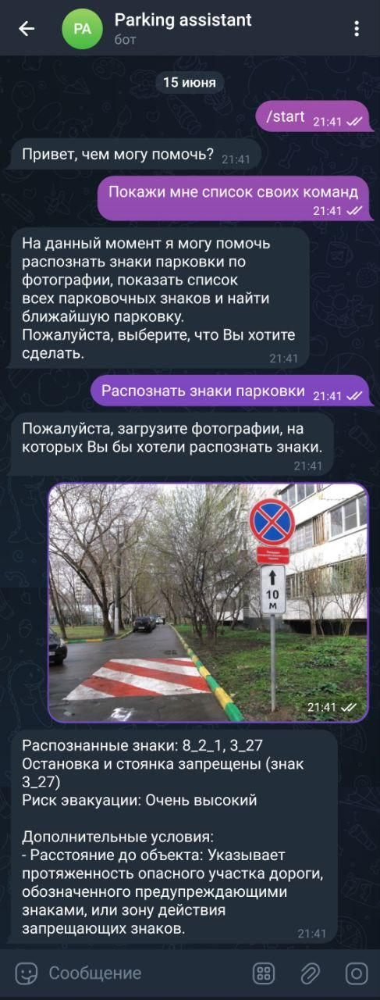 PA
Parking assistant
бот
15 июня
/start 21:41
Привет, чем могу помочь? 21:41
Покажи мне список своих команд
21:41
На данный момент я могу помочь
распознать знаки парковки по
фотографии, показать список
всех парковочных знаков и найти
ближайшую парковку.
Пожалуйста, выберите, что Вы хотите
сделать. 21:41
Распознать знаки парковки 21:41
Пожалуйста, загрузите фотографии, на
которых Вы бы хотели распознать знаки.
21:41
10
м
21:41
Распознанные знаки: 8_2_1, 3_27
Остановка и стоянка запрещены (знак
3_27)
Риск эвакуации: Очень высокий
Дополнительные условия:
- Расстояние до объекта: Указывает
протяженность опасного участка дороги,
обозначенного предупреждающими
знаками, или зону действия
запрещающих знаков. 21:41
Сообщение